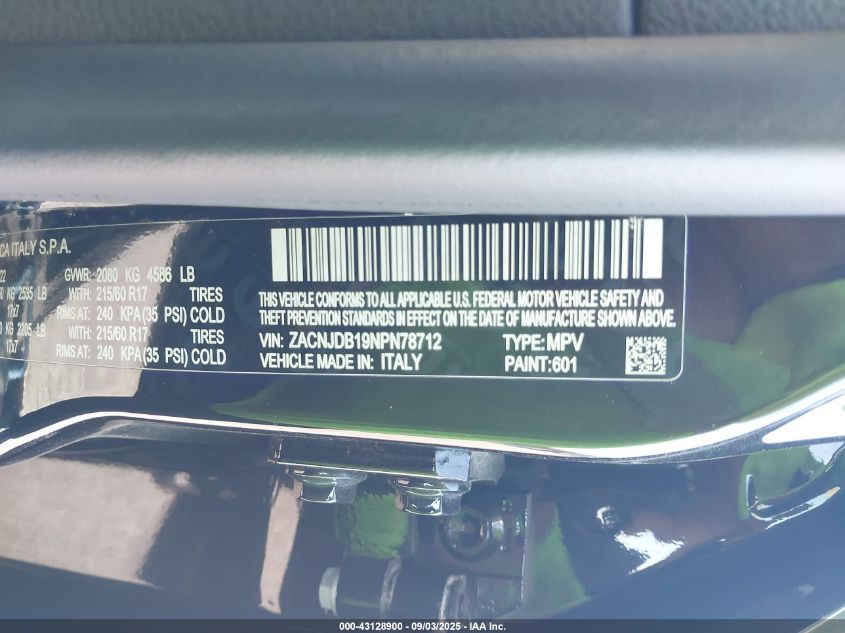 CA ITALY S.P.A.
22 GVWR: 2080 KG 4586 LB
KG 2535 LB WITH: 215/60 R17 TIRES
RIMS AT: 240 KPA(35 PSI) COLD
KG 2205 LB WITH: 215/60 R17 TIRES
RIMS AT: 240 KPA(35 PSI) COLD
THIS VEHICLE CONFORMS TO ALL APPLICABLE U.S. FEDERAL MOTOR VEHICLE SAFETY AND
THEFT PREVENTION STANDARDS IN EFFECT ON THE DATE OF MANUFACTURE SHOWN ABOVE.
VIN: ZACNJDB19NPN78712 TYPE: MPV
VEHICLE MADE IN: ITALY PAINT:601
000-43128900 - 09/03/2025 - IAA Inc.